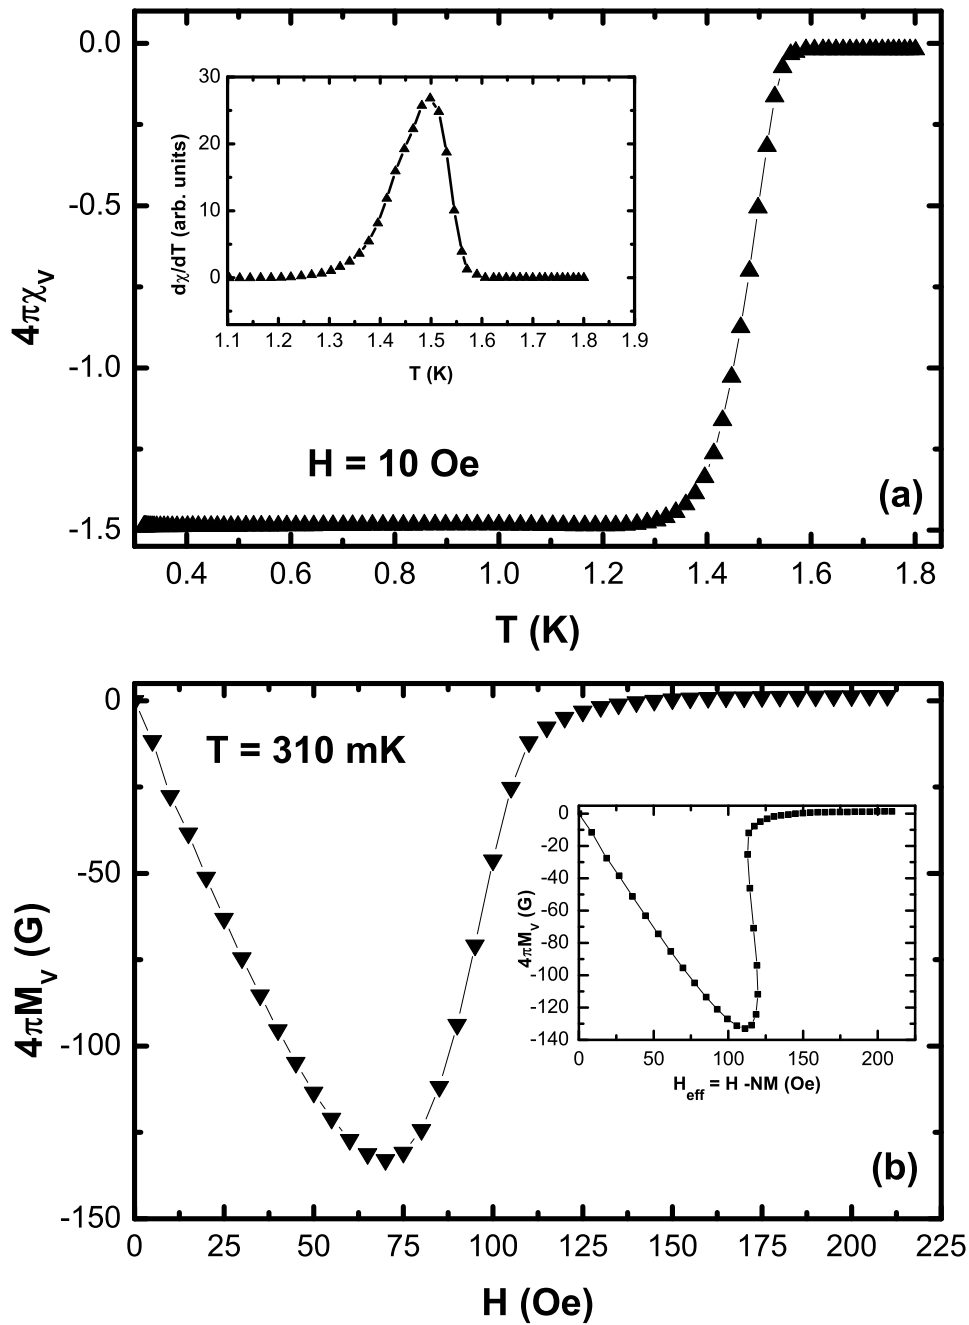 0.0
-0.5
-1.0
-1.5
4πχv
30
20
10
0
dχ/dT (arb. units)
1.1 1.2 1.3 1.4 1.5 1.6 1.7 1.8 1.9
T (K)
H = 10 Oe
(a)
0.4 0.6 0.8 1.0 1.2 1.4 1.6 1.8
T (K)
0
-50
-100
-150
4πMv (G)
T = 310 mK
0
-20
-40
-60
-80
-100
-120
-140
4πMv (G)
0 50 100 150 200
Heff = H -NM (Oe)
(b)
0 25 50 75 100 125 150 175 200 225
H (Oe)